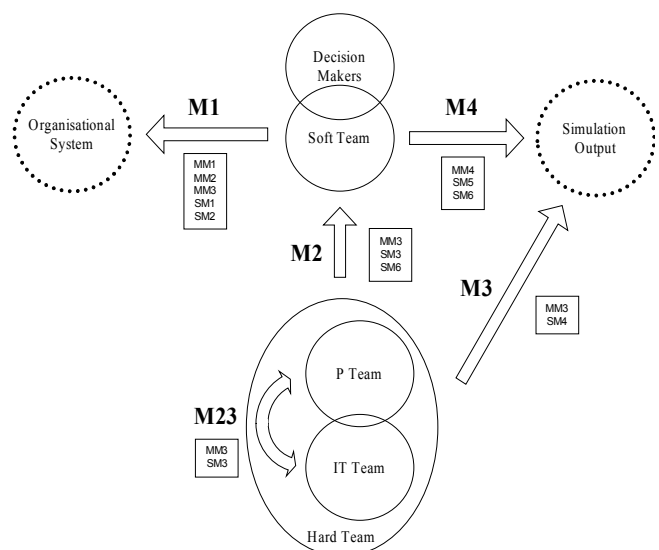 Decision
Makers
M1
M4
Organisational
System
Soft Team
Simulation
Output
MM1
MM2
MM3
SM1
SM2
MM4
SM5
SM6
M2
MM3
SM3
SM6
M3
MM3
SM4
P Team
M23
MM3
SM3
IT Team
Hard Team